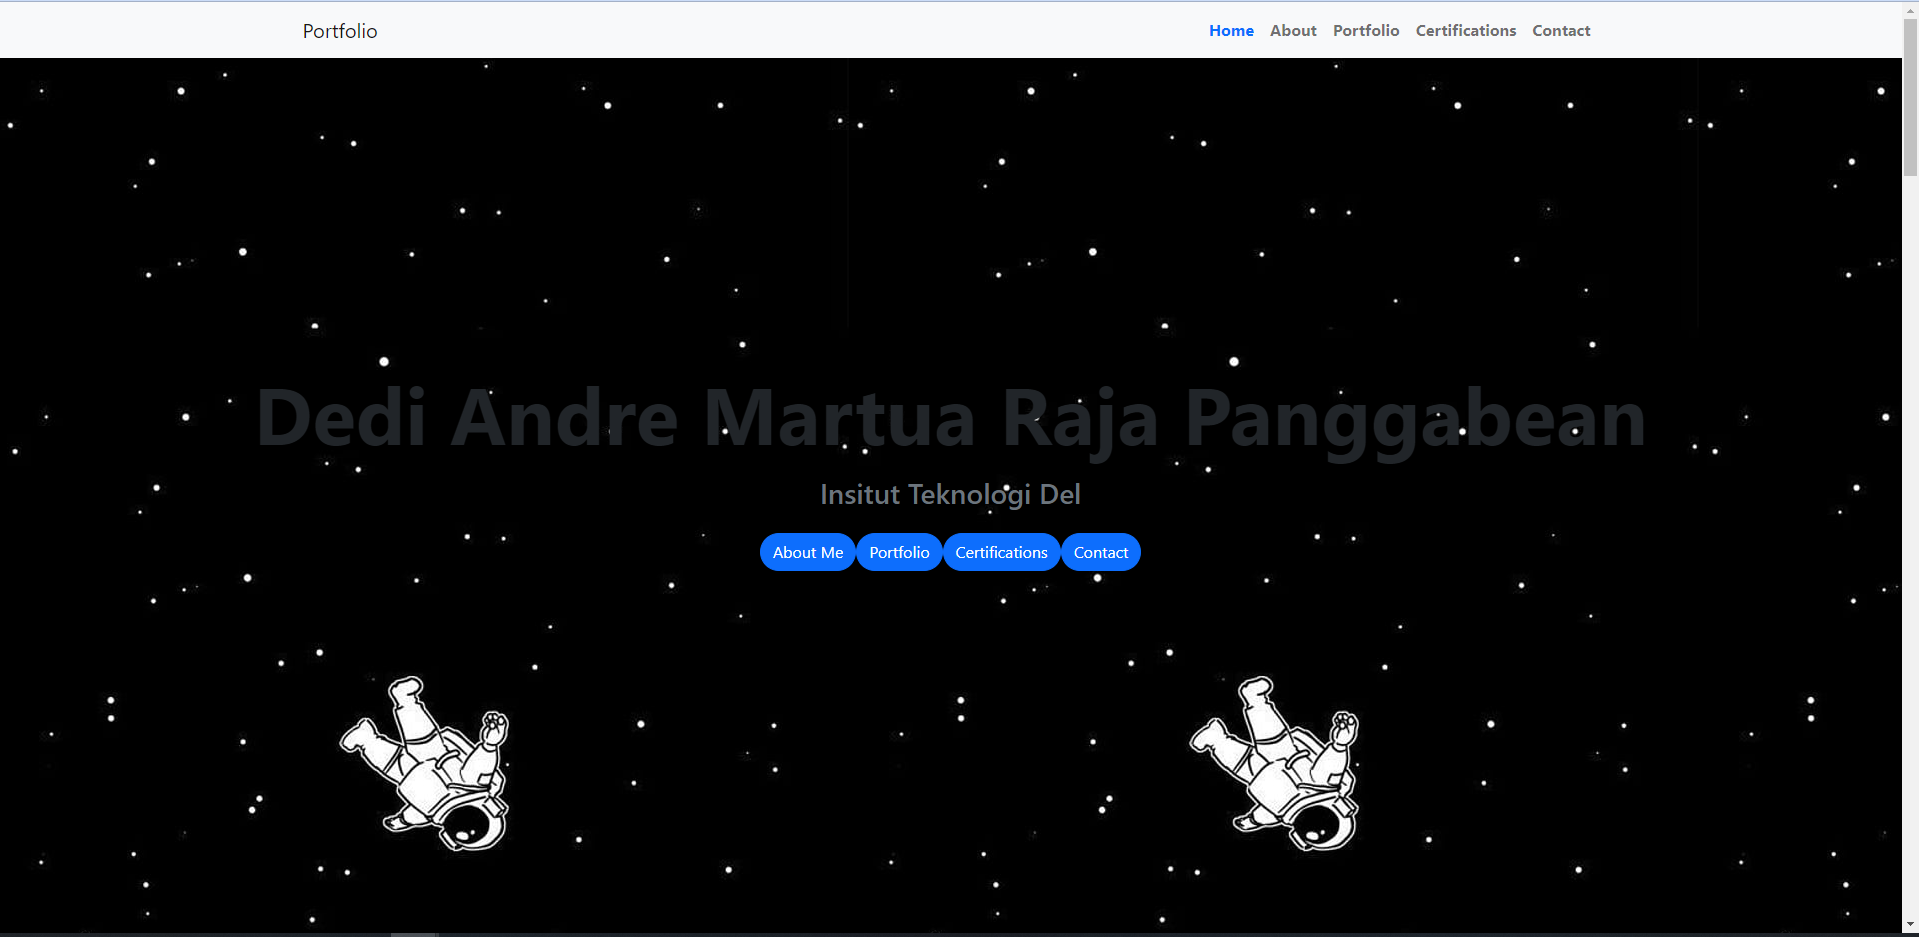 Portfolio
Home About Portfolio Certifications Contact
Dedi Andre Martua Raja Panggabean
Insitut Teknologi Del
About Me Portfolio Certifications Contact